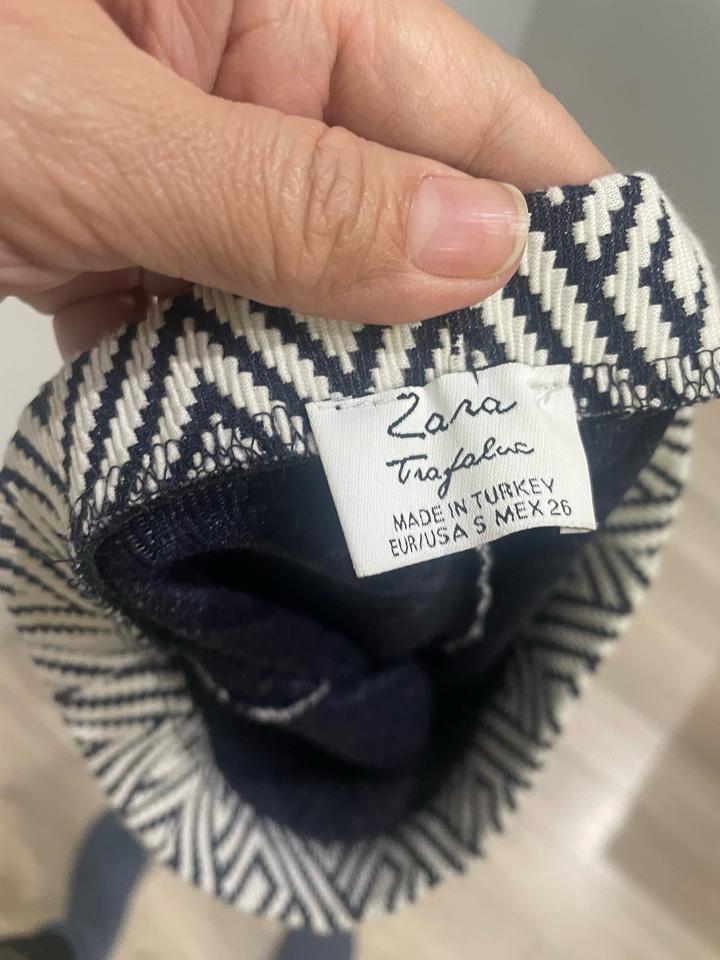 Zara
Trafaluc
MADE IN TURKEY
EUR/USA S MEX 26